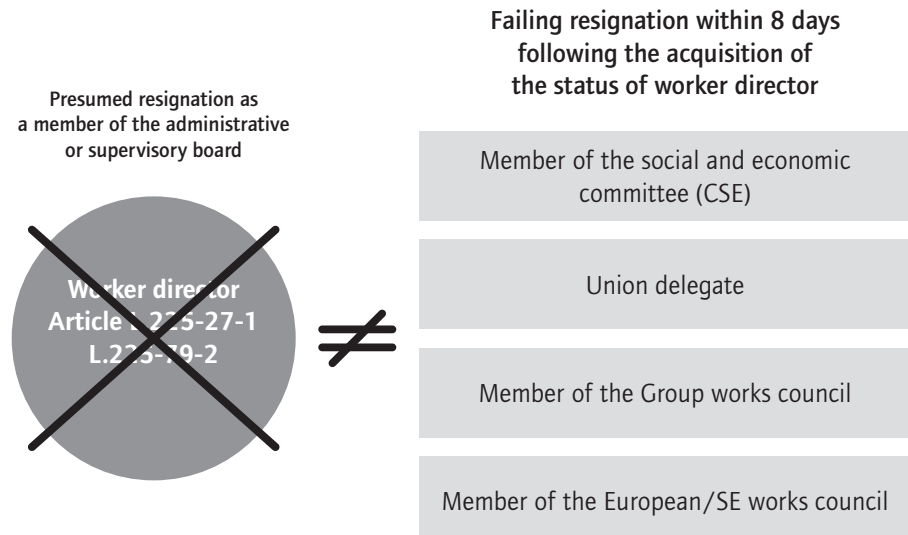 Failing resignation within 8 days
following the acquisition of
the status of worker director
Presumed resignation as
a member of the administrative
or supervisory board
Worker director
Article L.225-27-1
L.225-79-2
≠
Member of the social and economic
committee (CSE)
Union delegate
Member of the Group works council
Member of the European/SE works council